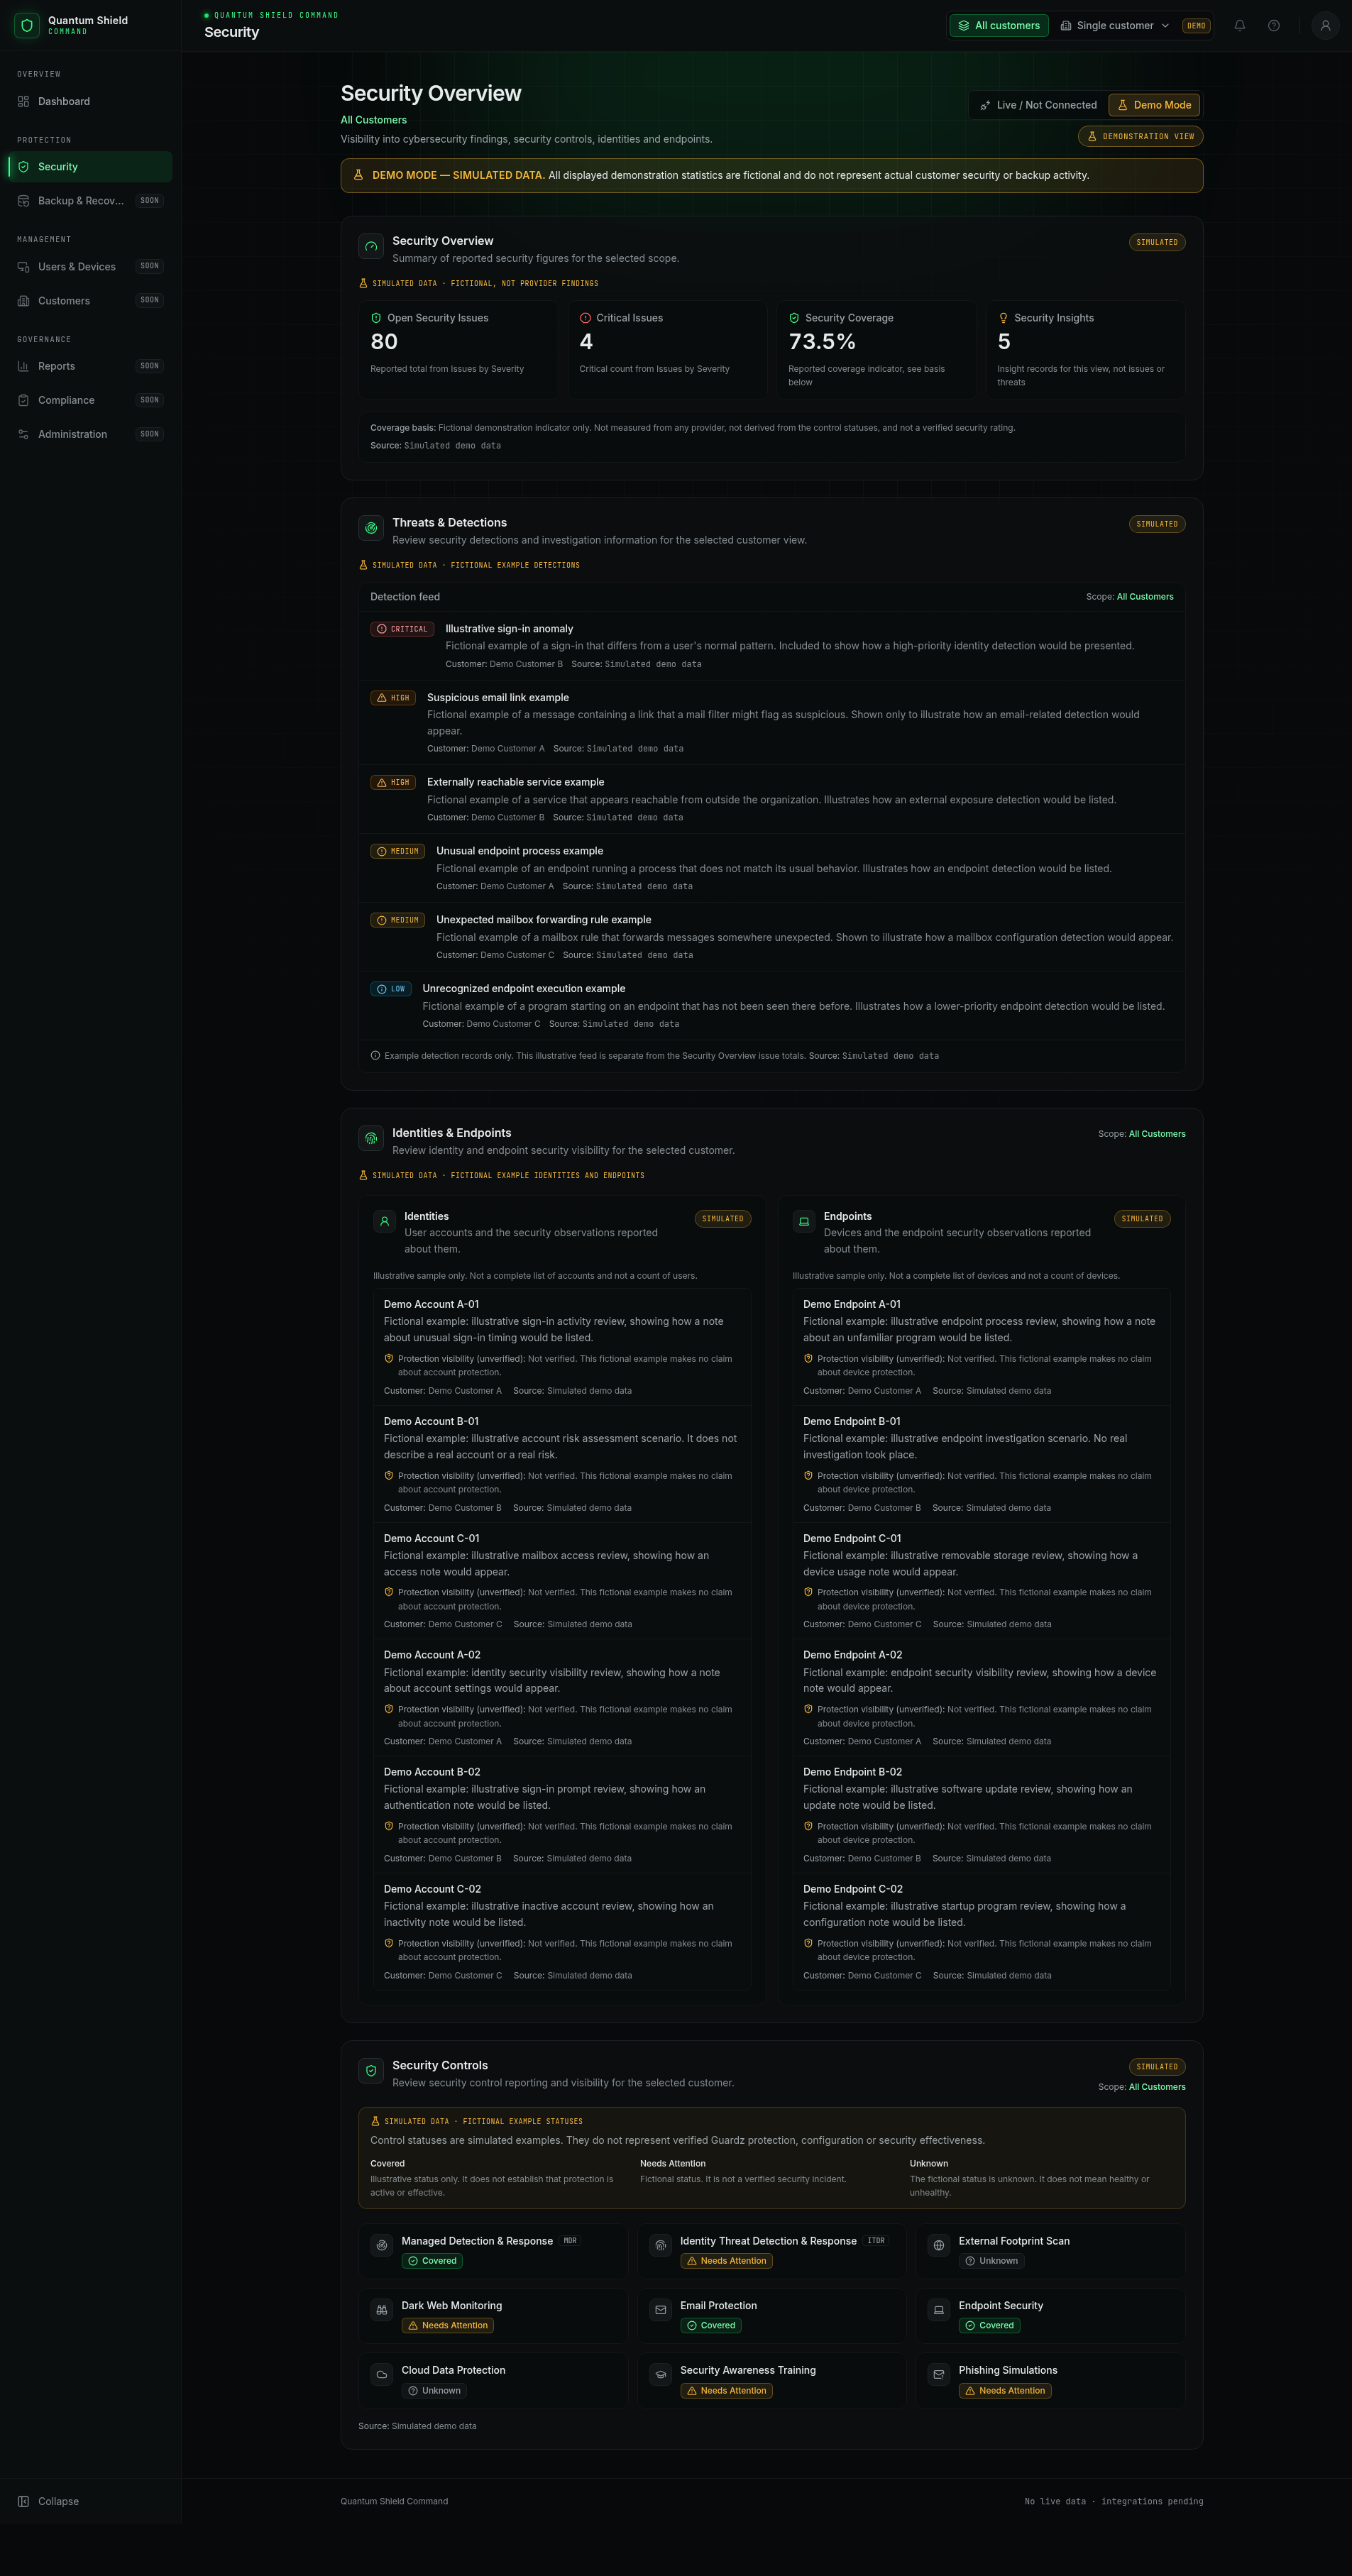 Quantum Shield
COMMAND
OVERVIEW
Dashboard
PROTECTION
Security
Backup & Recov... SOON
MANAGEMENT
Users & Devices SOON
Customers SOON
GOVERNANCE
Reports SOON
Compliance SOON
Administration SOON
Collapse
QUANTUM SHIELD COMMAND
Security
All customers Single customer DEMO
Security Overview
All Customers
Visibility into cybersecurity findings, security controls, identities and endpoints.
Live / Not Connected Demo Mode
DEMONSTRATION VIEW
DEMO MODE — SIMULATED DATA. All displayed demonstration statistics are fictional and do not represent actual customer security or backup activity.
Security Overview
Summary of reported security figures for the selected scope.
SIMULATED
SIMULATED DATA · FICTIONAL, NOT PROVIDER FINDINGS
Open Security Issues
80
Reported total from Issues by Severity
Critical Issues
4
Critical count from Issues by Severity
Security Coverage
73.5%
Reported coverage indicator, see basis
below
Security Insights
5
Insight records for this view, not issues or
threats
Coverage basis: Fictional demonstration indicator only. Not measured from any provider, not derived from the control statuses, and not a verified security rating.
Source: Simulated demo data
Threats & Detections
Review security detections and investigation information for the selected customer view.
SIMULATED
SIMULATED DATA · FICTIONAL EXAMPLE DETECTIONS
Detection feed
Scope: All Customers
CRITICAL
Illustrative sign-in anomaly
Fictional example of a sign-in that differs from a user's normal pattern. Included to show how a high-priority identity detection would be presented.
Customer: Demo Customer B Source: Simulated demo data
HIGH
Suspicious email link example
Fictional example of a message containing a link that a mail filter might flag as suspicious. Shown only to illustrate how an email-related detection would
appear.
Customer: Demo Customer A Source: Simulated demo data
HIGH
Externally reachable service example
Fictional example of a service that appears reachable from outside the organization. Illustrates how an external exposure detection would be listed.
Customer: Demo Customer B Source: Simulated demo data
MEDIUM
Unusual endpoint process example
Fictional example of an endpoint running a process that does not match its usual behavior. Illustrates how an endpoint detection would be listed.
Customer: Demo Customer A Source: Simulated demo data
MEDIUM
Unexpected mailbox forwarding rule example
Fictional example of a mailbox rule that forwards messages somewhere unexpected. Shown to illustrate how a mailbox configuration detection would appear.
Customer: Demo Customer C Source: Simulated demo data
LOW
Unrecognized endpoint execution example
Fictional example of a program starting on an endpoint that has not been seen there before. Illustrates how a lower-priority endpoint detection would be listed.
Customer: Demo Customer C Source: Simulated demo data
Example detection records only. This illustrative feed is separate from the Security Overview issue totals. Source: Simulated demo data
Identities & Endpoints
Review identity and endpoint security visibility for the selected customer.
Scope: All Customers
SIMULATED DATA · FICTIONAL EXAMPLE IDENTITIES AND ENDPOINTS
Identities
User accounts and the security observations reported
about them.
SIMULATED
Illustrative sample only. Not a complete list of accounts and not a count of users.
Demo Account A-01
Fictional example: illustrative sign-in activity review, showing how a note
about unusual sign-in timing would be listed.
Protection visibility (unverified): Not verified. This fictional example makes no claim
about account protection.
Customer: Demo Customer A Source: Simulated demo data
Demo Account B-01
Fictional example: illustrative account risk assessment scenario. It does not
describe a real account or a real risk.
Protection visibility (unverified): Not verified. This fictional example makes no claim
about account protection.
Customer: Demo Customer B Source: Simulated demo data
Demo Account C-01
Fictional example: illustrative mailbox access review, showing how an
access note would appear.
Protection visibility (unverified): Not verified. This fictional example makes no claim
about account protection.
Customer: Demo Customer C Source: Simulated demo data
Demo Account A-02
Fictional example: identity security visibility review, showing how a note
about account settings would appear.
Protection visibility (unverified): Not verified. This fictional example makes no claim
about account protection.
Customer: Demo Customer A Source: Simulated demo data
Demo Account B-02
Fictional example: illustrative sign-in prompt review, showing how an
authentication note would be listed.
Protection visibility (unverified): Not verified. This fictional example makes no claim
about account protection.
Customer: Demo Customer B Source: Simulated demo data
Demo Account C-02
Fictional example: illustrative inactive account review, showing how an
inactivity note would be listed.
Protection visibility (unverified): Not verified. This fictional example makes no claim
about account protection.
Customer: Demo Customer C Source: Simulated demo data
Endpoints
Devices and the endpoint security observations reported
about them.
SIMULATED
Illustrative sample only. Not a complete list of devices and not a count of devices.
Demo Endpoint A-01
Fictional example: illustrative endpoint process review, showing how a note
about an unfamiliar program would be listed.
Protection visibility (unverified): Not verified. This fictional example makes no claim
about device protection.
Customer: Demo Customer A Source: Simulated demo data
Demo Endpoint B-01
Fictional example: illustrative endpoint investigation scenario. No real
investigation took place.
Protection visibility (unverified): Not verified. This fictional example makes no claim
about device protection.
Customer: Demo Customer B Source: Simulated demo data
Demo Endpoint C-01
Fictional example: illustrative removable storage review, showing how a
device usage note would appear.
Protection visibility (unverified): Not verified. This fictional example makes no claim
about device protection.
Customer: Demo Customer C Source: Simulated demo data
Demo Endpoint A-02
Fictional example: endpoint security visibility review, showing how a device
note would appear.
Protection visibility (unverified): Not verified. This fictional example makes no claim
about device protection.
Customer: Demo Customer A Source: Simulated demo data
Demo Endpoint B-02
Fictional example: illustrative software update review, showing how an
update note would be listed.
Protection visibility (unverified): Not verified. This fictional example makes no claim
about device protection.
Customer: Demo Customer B Source: Simulated demo data
Demo Endpoint C-02
Fictional example: illustrative startup program review, showing how a
configuration note would be listed.
Protection visibility (unverified): Not verified. This fictional example makes no claim
about device protection.
Customer: Demo Customer C Source: Simulated demo data
Security Controls
Review security control reporting and visibility for the selected customer.
SIMULATED
Scope: All Customers
SIMULATED DATA · FICTIONAL EXAMPLE STATUSES
Control statuses are simulated examples. They do not represent verified Guardz protection, configuration or security effectiveness.
Covered
Illustrative status only. It does not establish that protection is
active or effective.
Needs Attention
Fictional status. It is not a verified security incident.
Unknown
The fictional status is unknown. It does not mean healthy or
unhealthy.
Managed Detection & Response MDR
Covered
Identity Threat Detection & Response ITDR
Needs Attention
External Footprint Scan
Unknown
Dark Web Monitoring
Needs Attention
Email Protection
Covered
Endpoint Security
Covered
Cloud Data Protection
Unknown
Security Awareness Training
Needs Attention
Phishing Simulations
Needs Attention
Source: Simulated demo data
Quantum Shield Command
No live data · integrations pending